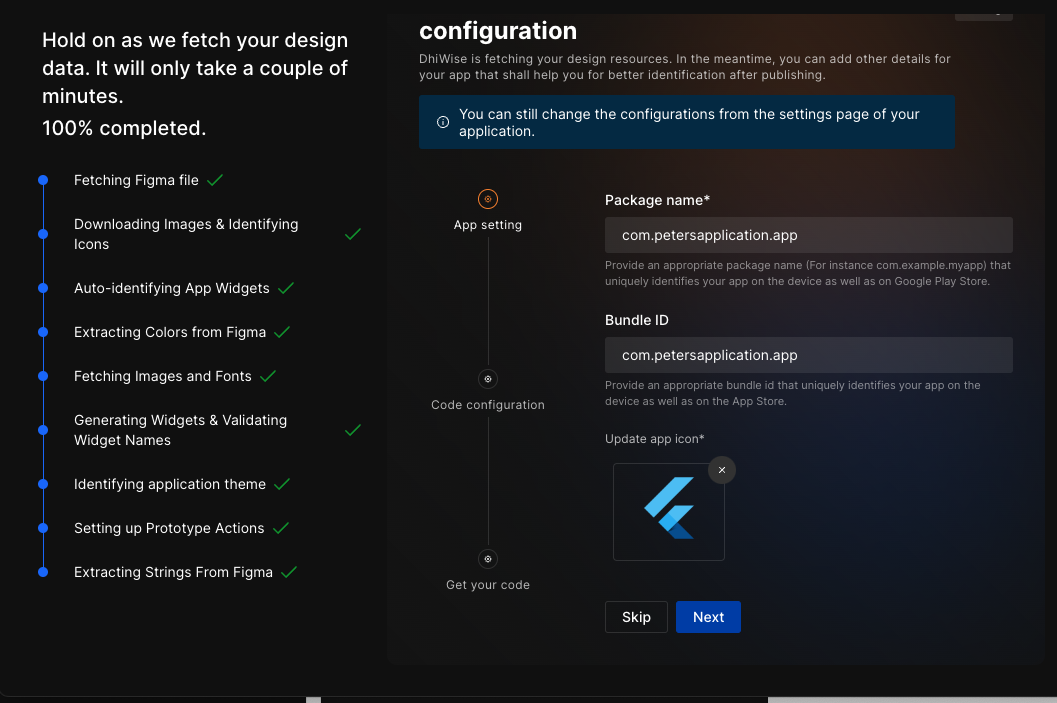 Hold on as we fetch your design
data. It will only take a couple of
minutes.
100% completed.
Fetching Figma file
Downloading Images & Identifying
Icons
Auto-identifying App Widgets
Extracting Colors from Figma
Fetching Images and Fonts
Generating Widgets & Validating
Widget Names
Identifying application theme
Setting up Prototype Actions
Extracting Strings From Figma
configuration
DhiWise is fetching your design resources. In the meantime, you can add other details for
your app that shall help you for better identification after publishing.
You can still change the configurations from the settings page of your
application.
App setting
Code configuration
Get your code
Package name*
com.petersapplication.app
Provide an appropriate package name (For instance com.example.myapp) that
uniquely identifies your app on the device as well as on Google Play Store.
Bundle ID
com.petersapplication.app
Provide an appropriate bundle id that uniquely identifies your app on the
device as well as on the App Store.
Update app icon*
Skip
Next